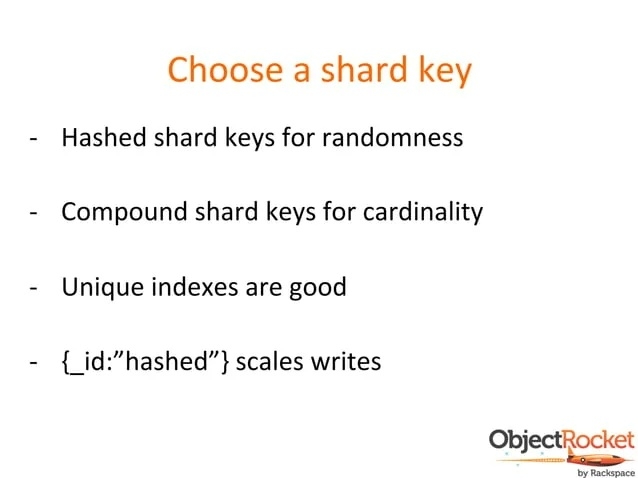 Choose a shard key
- Hashed shard keys for randomness
- Compound shard keys for cardinality
- Unique indexes are good
- {_id:”hashed”} scales writes
ObjectRocket
by Rackspace